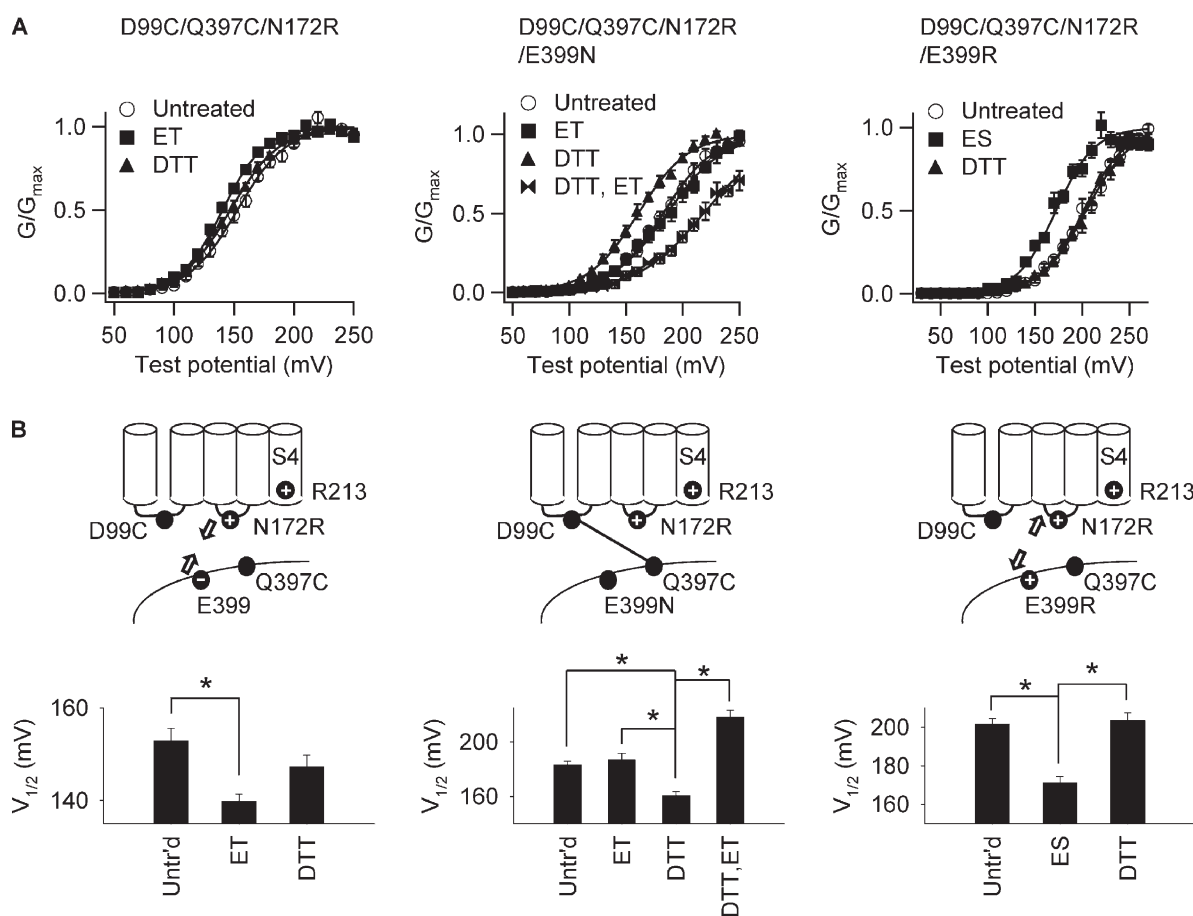 A
D99C/Q397C/N172R
Untreated
ET
DTT
1.0
0.5
0.0
G/Gmax
50 100 150 200 250
Test potential (mV)
D99C/Q397C/N172R
/E399N
Untreated
ET
DTT
DTT, ET
1.0
0.5
0.0
G/Gmax
50 100 150 200 250
Test potential (mV)
D99C/Q397C/N172R
/E399R
Untreated
ES
DTT
1.0
0.5
0.0
G/Gmax
50 100 150 200 250
Test potential (mV)
B
S4
+
R213
D99C
+
N172R
−
Q397C
E399
S4
+
R213
D99C
+
N172R
Q397C
E399N
S4
+
R213
D99C
+
N172R
+
Q397C
E399R
*
160
140
V1/2 (mV)
Untr'd
ET
DTT
*
*
*
200
160
V1/2 (mV)
Untr'd
ET
DTT
DTT,ET
*
*
200
180
160
V1/2 (mV)
Untr'd
ES
DTT